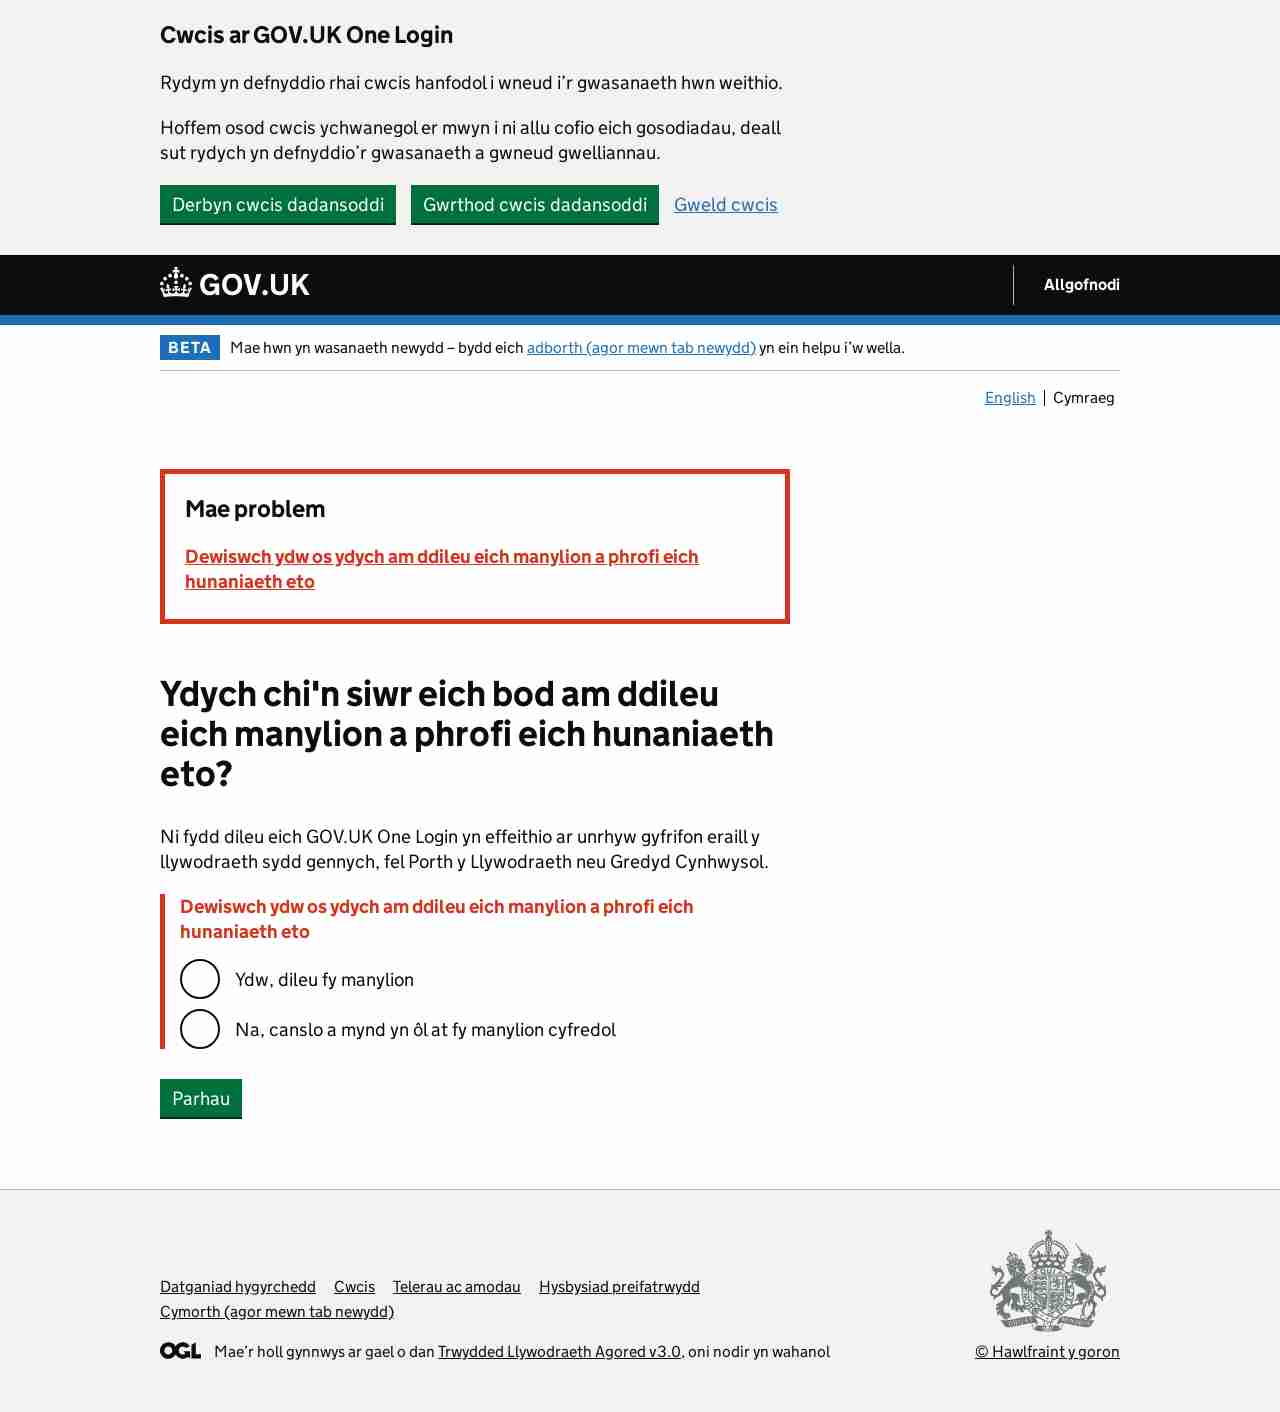 Cwcis ar GOV.UK One Login
Rydym yn defnyddio rhai cwcis hanfodol i wneud i’r gwasanaeth hwn weithio.
Hoffem osod cwcis ychwanegol er mwyn i ni allu cofio eich gosodiadau, deall
sut rydych yn defnyddio’r gwasanaeth a gwneud gwelliannau.
Derbyn cwcis dadansoddi Gwrthod cwcis dadansoddi Gweld cwcis
GOV.UK Allgofnodi
BETA Mae hwn yn wasanaeth newydd – bydd eich adborth (agor mewn tab newydd) yn ein helpu i’w wella.
English Cymraeg
Mae problem
Dewiswch ydw os ydych am ddileu eich manylion a phrofi eich
hunaniaeth eto
Ydych chi'n siwr eich bod am ddileu
eich manylion a phrofi eich hunaniaeth
eto?
Ni fydd dileu eich GOV.UK One Login yn effeithio ar unrhyw gyfrifon eraill y
llywodraeth sydd gennych, fel Porth y Llywodraeth neu Gredyd Cynhwysol.
Dewiswch ydw os ydych am ddileu eich manylion a phrofi eich
hunaniaeth eto
Ydw, dileu fy manylion
Na, canslo a mynd yn ôl at fy manylion cyfredol
Parhau
Datganiad hygyrchedd Cwcis Telerau ac amodau Hysbysiad preifatrwydd
Cymorth (agor mewn tab newydd)
OGL Mae’r holl gynnwys ar gael o dan Trwydded Llywodraeth Agored v3.0, oni nodir yn wahanol
© Hawlfraint y goron